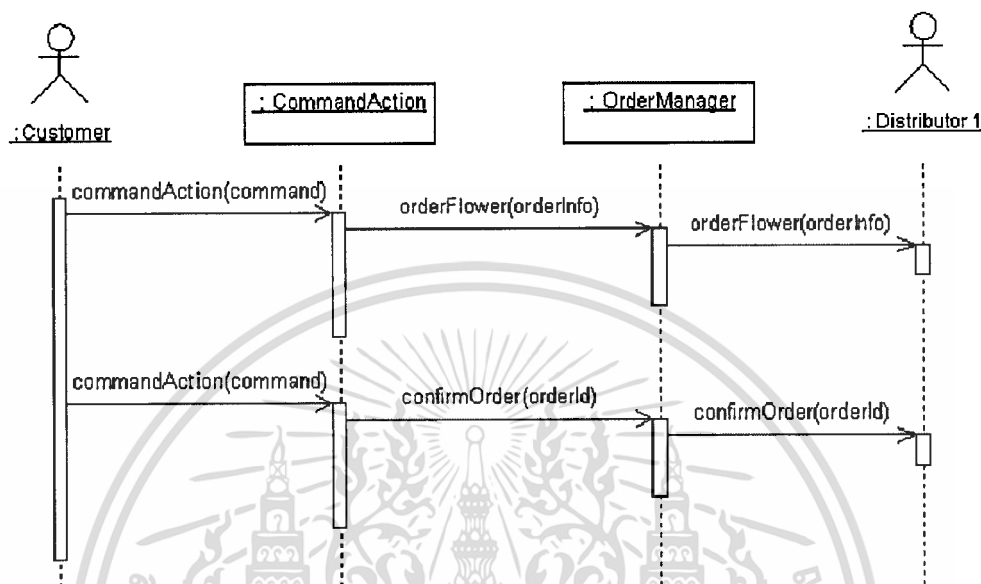 : Customer
: CommandAction
: OrderManager
: Distributor 1
commandAction(command)
orderFlower(orderInfo)
orderFlower(orderInfo)
commandAction(command)
confirmOrder(orderId)
confirmOrder(orderId)